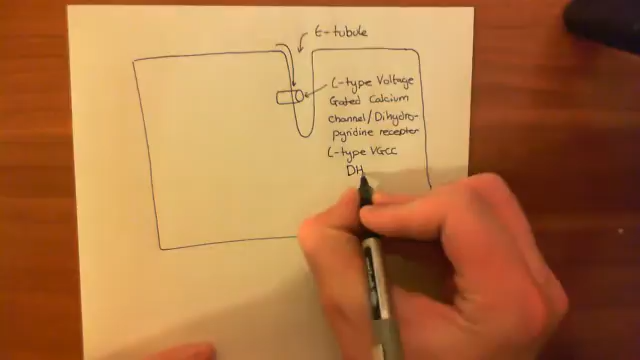 t-tubule
L-type Voltage
Gated Calcium
channel/Dihydro-
pyridine receptor
L-type VGCC
DH